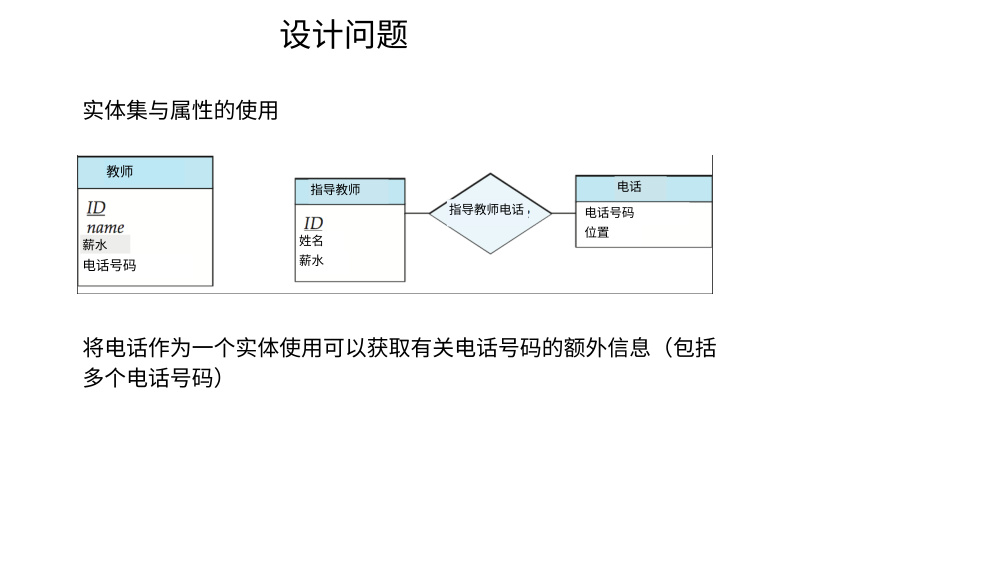 设计问题
实体集与属性的使用
教师
ID
name
薪水
电话号码
指导教师
ID
姓名
薪水
指导教师电话
电话
电话号码
位置
将电话作为一个实体使用可以获取有关电话号码的额外信息（包括
多个电话号码）